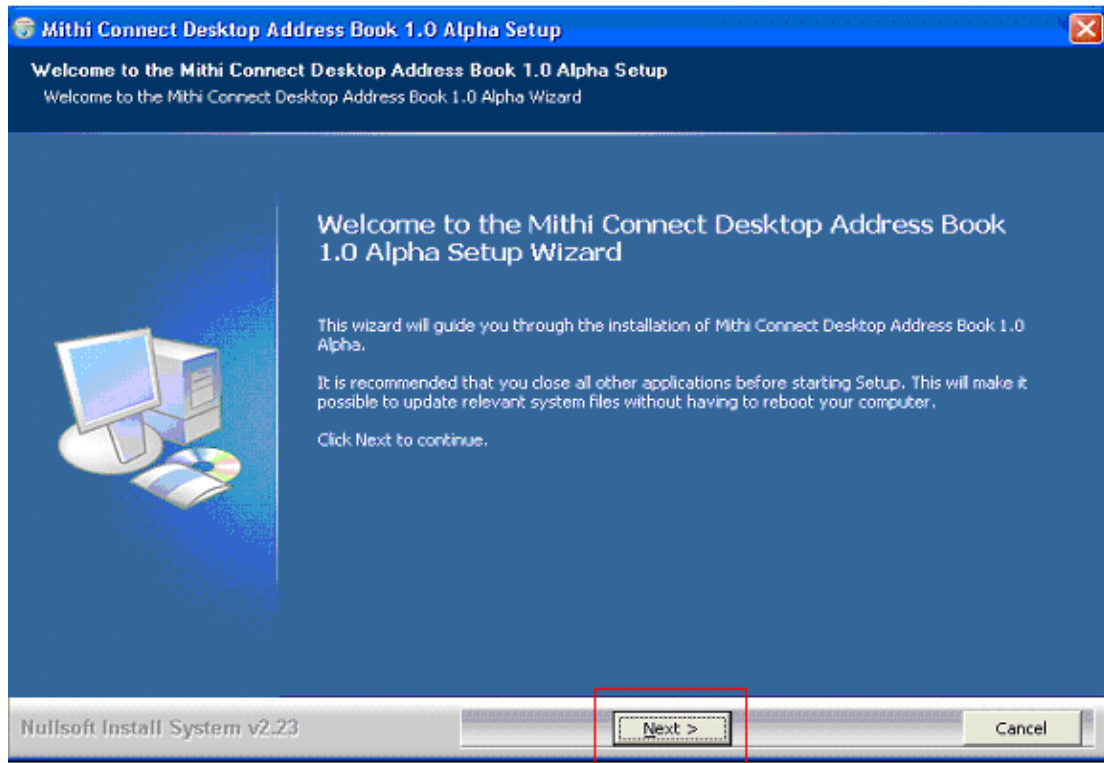 Mithi Connect Desktop Address Book 1.0 Alpha Setup
Welcome to the Mithi Connect Desktop Address Book 1.0 Alpha Setup
Welcome to the Mithi Connect Desktop Address Book 1.0 Alpha Wizard
Welcome to the Mithi Connect Desktop Address Book
1.0 Alpha Setup Wizard
This wizard will guide you through the installation of Mithi Connect Desktop Address Book 1.0
Alpha.
It is recommended that you close all other applications before starting Setup. This will make it
possible to update relevant system files without having to reboot your computer.
Click Next to continue.
Nullsoft Install System v2.23
Next >
Cancel